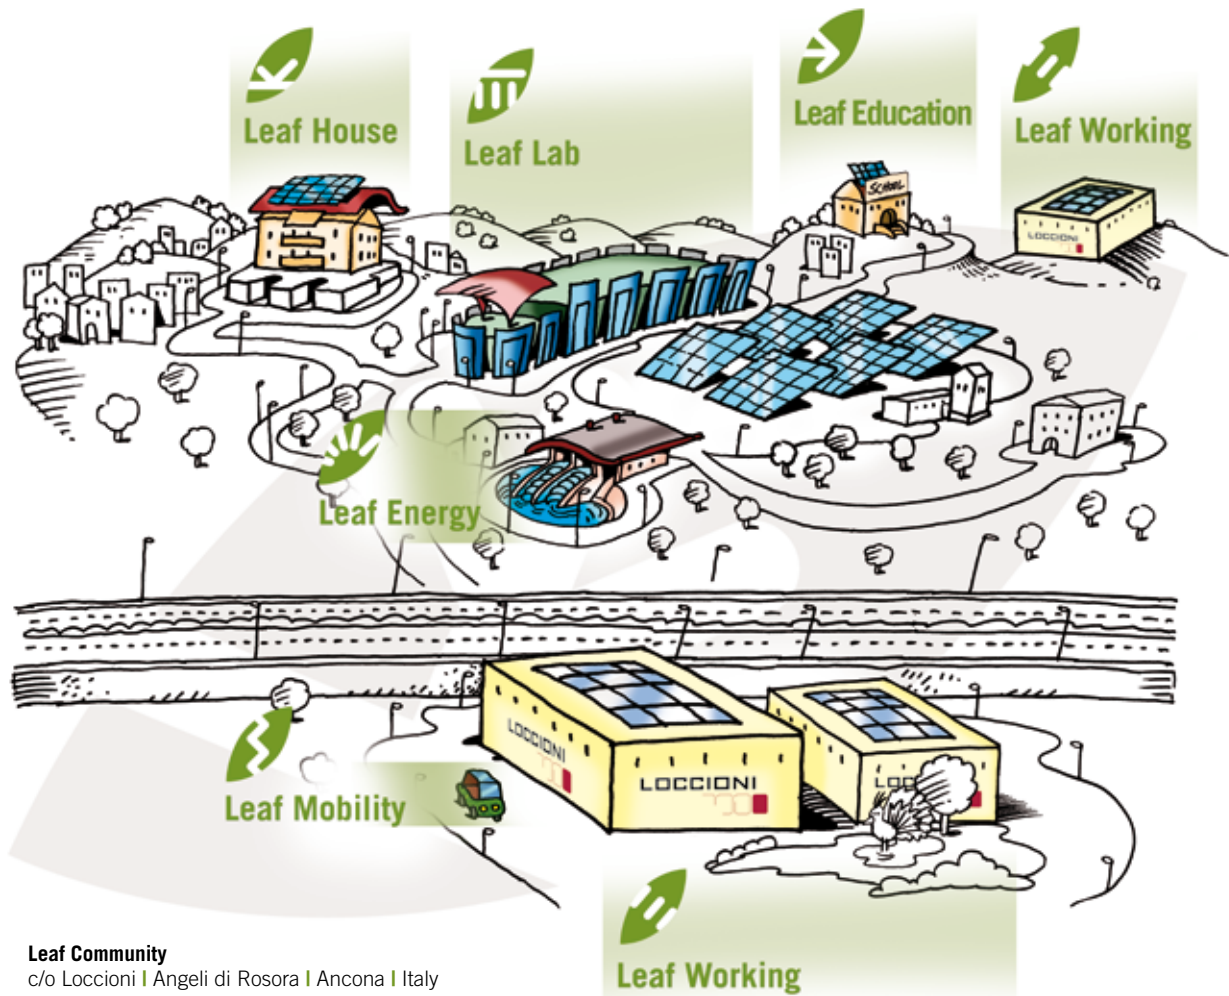 Leaf House
Leaf Lab
Leaf Education
Leaf Working
SCHOOL
LOCCIONI
Leaf Energy
LOCCIONI
LOCCIONI
Leaf Mobility
Leaf Working
Leaf Community
c/o Loccioni | Angeli di Rosora | Ancona | Italy